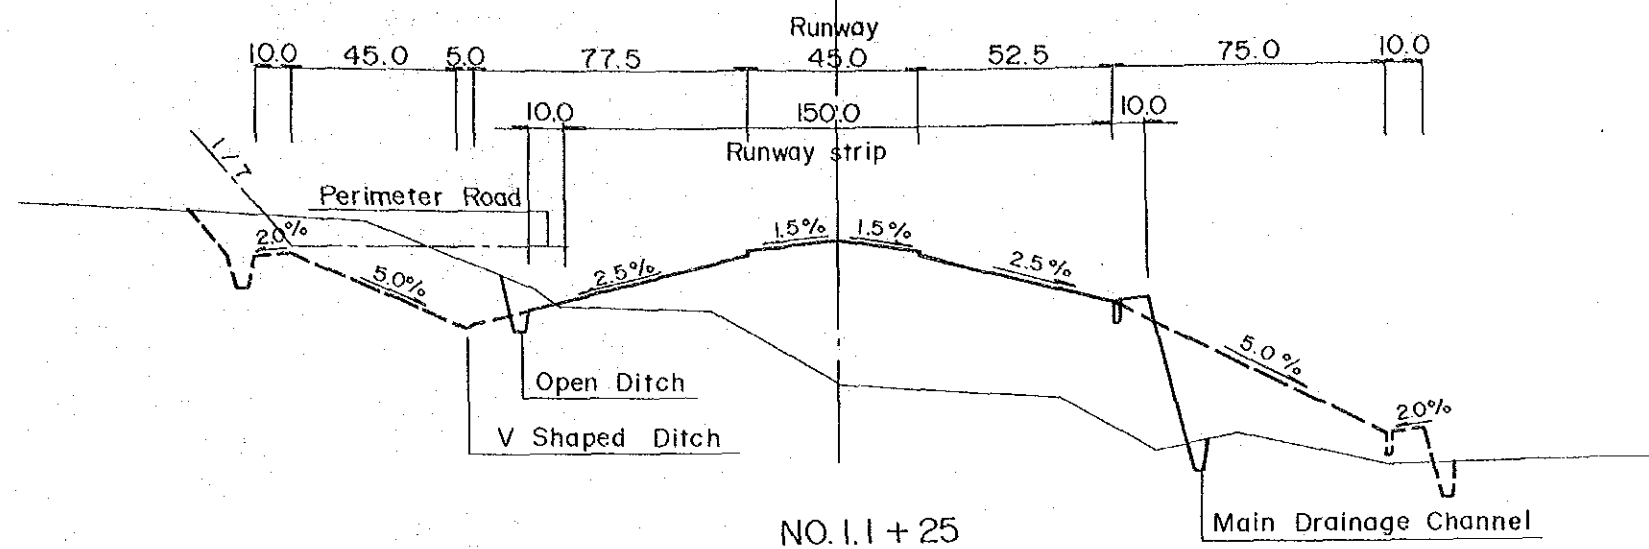 Runway
10.0 45.0 5.0 77.5 45.0 52.5 75.0 10.0
10.0 150.0 10.0
Runway strip
1/7
Perimeter Road
2.0% 1.5% 1.5%
5.0% 2.5% 2.5%
5.0%
Open Ditch
2.0%
V Shaped Ditch
Main Drainage Channel
NO. 1.1 + 25